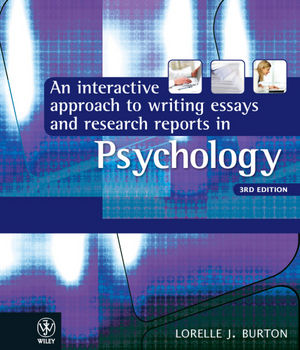 An interactive
approach to writing essays
and research reports in
Psychology
3RD EDITION
WILEY
LORELLE J. BURTON